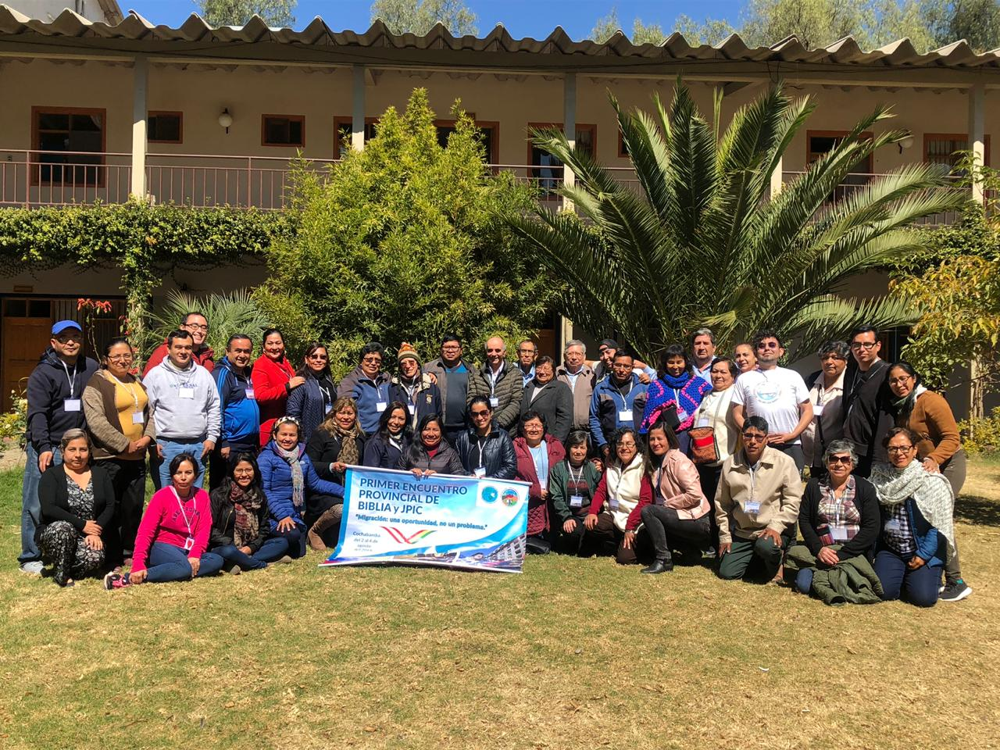 PRIMER ENCUENTRO
PROVINCIAL DE
BIBLIA y JPIC
"Migración: una oportunidad, no un problema."
Cochabamba
del 2 al 4 de
agosto
UNIVERSAL